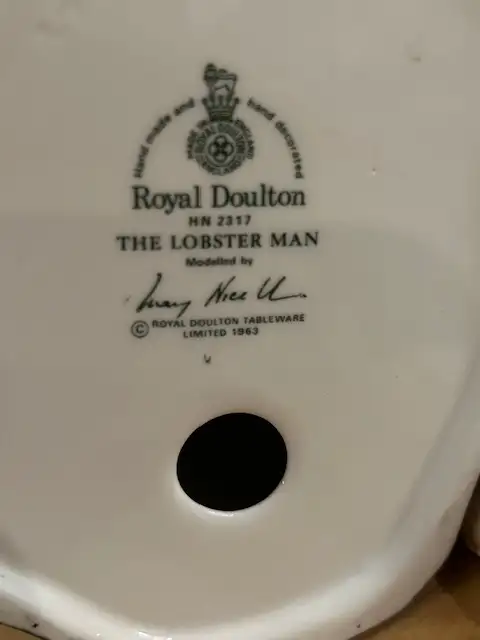 Hand made and hand decorated
MADE IN ENGLAND
ROYAL DOULTON
ENGLAND
Royal Doulton
HN 2317
THE LOBSTER MAN
Modelled by
© ROYAL DOULTON TABLEWARE
LIMITED 1963